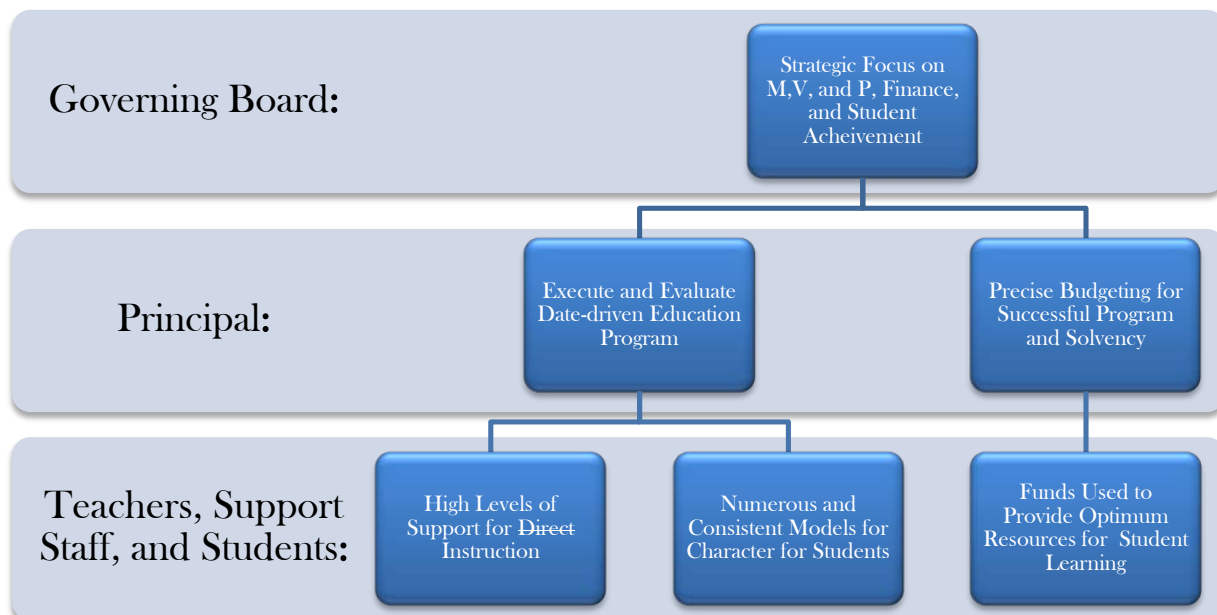 Governing Board:
Strategic Focus on
M,V, and P, Finance,
and Student
Acheivement
Principal:
Execute and Evaluate
Date-driven Education
Program
Precise Budgeting for
Successful Program
and Solvency
Teachers, Support
Staff, and Students:
High Levels of
Support for Direct
Instruction
Numerous and
Consistent Models for
Character for Students
Funds Used to
Provide Optimum
Resources for Student
Learning